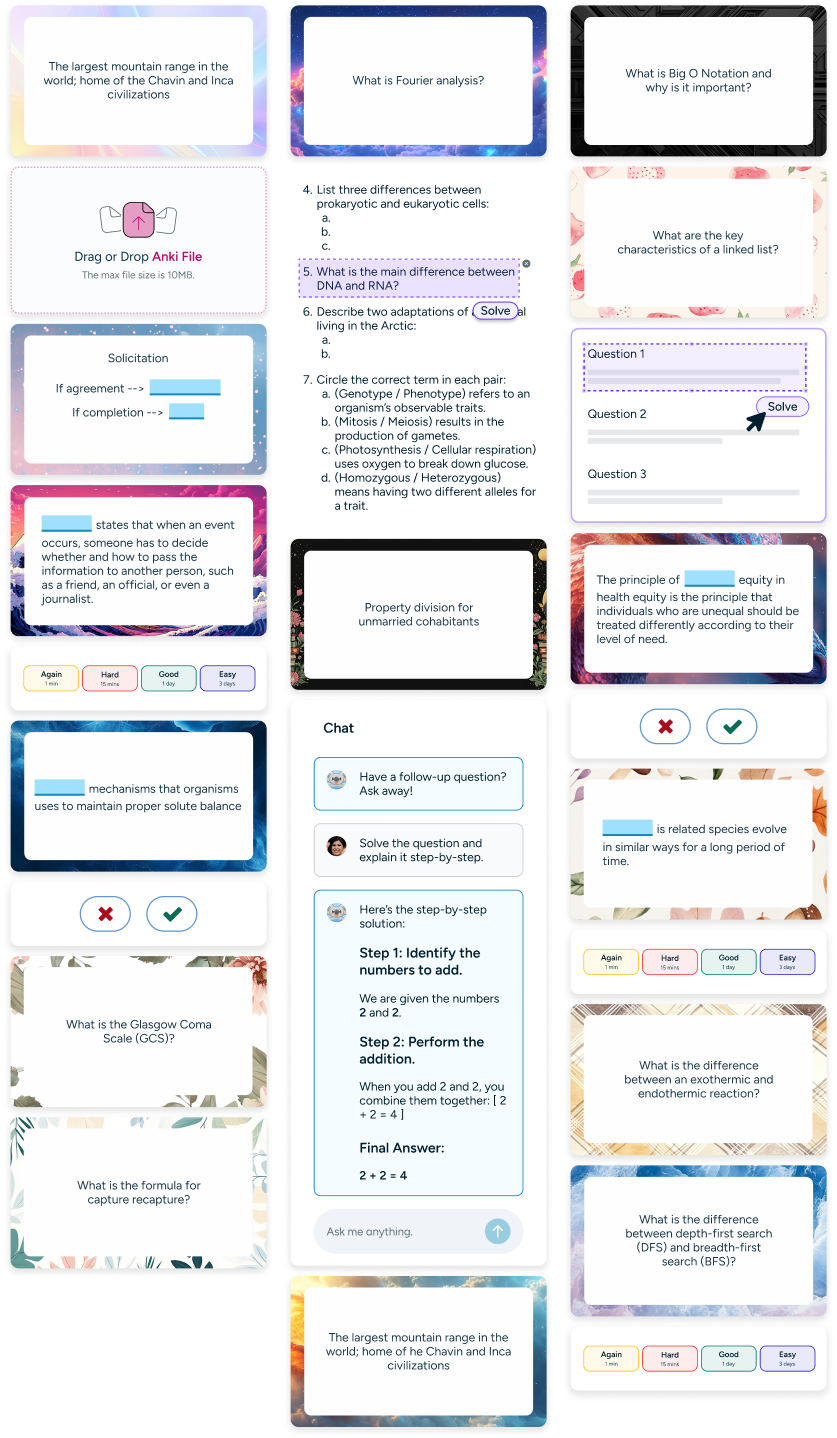 The largest mountain range in the
world; home of the Chavin and Inca
civilizations
Drag or Drop Anki File
The max file size is 10MB.
Solicitation
If agreement -->
If completion -->
states that when an event
occurs, someone has to decide
whether and how to pass the
information to another person, such
as a friend, an official, or even a
journalist.
Again Hard Good Easy
1 min 15 mins 1 day 3 days
mechanisms that organisms
uses to maintain proper solute balance
What is the Glasgow Coma
Scale (GCS)?
What is the formula for
capture recapture?
What is Fourier analysis?
4. List three differences between
prokaryotic and eukaryotic cells:
a.
b.
c.
5. What is the main difference between
DNA and RNA?
6. Describe two adaptations of
Solve
living in the Arctic:
a.
b.
7. Circle the correct term in each pair:
a. (Genotype / Phenotype) refers to an
organism's observable traits.
b. (Mitosis / Meiosis) results in the
production of gametes.
c. (Photosynthesis / Cellular respiration)
uses oxygen to break down glucose.
d. (Homozygous / Heterozygous)
means having two different alleles for
a trait.
Property division for
unmarried cohabitants
Chat
Have a follow-up question?
Ask away!
Solve the question and
explain it step-by-step.
Here's the step-by-step
solution:
Step 1: Identify the
numbers to add.
We are given the numbers
2 and 2.
Step 2: Perform the
addition.
When you add 2 and 2, you
combine them together: [ 2
+ 2 = 4 ]
Final Answer:
2 + 2 = 4
Ask me anything.
The largest mountain range in the
world; home of he Chavin and Inca
civilizations
What is Big O Notation and
why is it important?
What are the key
characteristics of a linked list?
Question 1
Solve
Question 2
Question 3
The principle of equity in
health equity is the principle that
individuals who are unequal should be
treated differently according to their
level of need.
is related species evolve
in similar ways for a long period of
time.
Again Hard Good Easy
1 min 15 mins 1 day 3 days
What is the difference
between an exothermic and
endothermic reaction?
What is the difference
between depth-first search
(DFS) and breadth-first
search (BFS)?
Again Hard Good Easy
1 min 15 mins 1 day 3 days